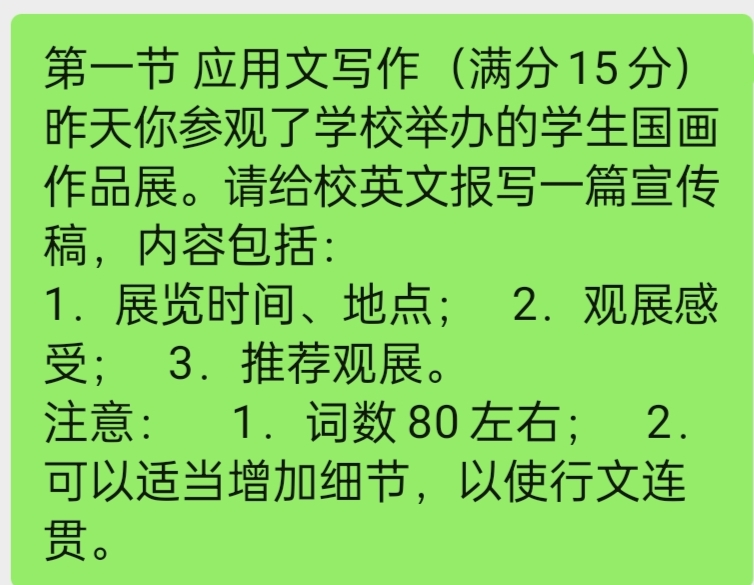 第一节 应用文写作（满分15分）
昨天你参观了学校举办的学生国画
作品展。请给校英文报写一篇宣传
稿，内容包括：
1．展览时间、地点； 2．观展感
受； 3．推荐观展。
注意： 1．词数80左右； 2．
可以适当增加细节，以使行文连
贯。